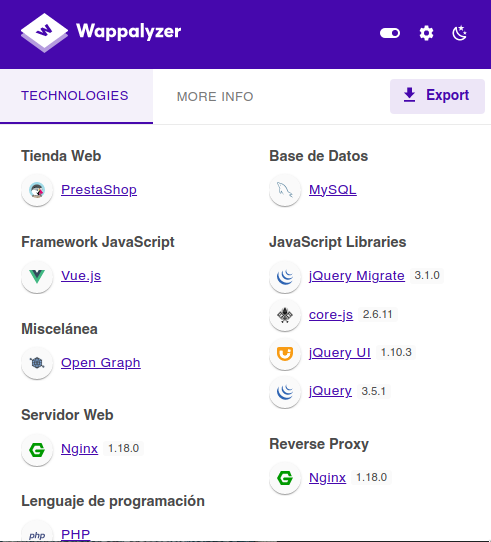 Wappalyzer
TECHNOLOGIES
MORE INFO
Export
Tienda Web
PrestaShop
Framework JavaScript
Vue.js
Miscelánea
Open Graph
Servidor Web
Nginx 1.18.0
Lenguaje de programación
php PHP
Base de Datos
MySQL
JavaScript Libraries
jQuery Migrate 3.1.0
core-js 2.6.11
jQuery UI 1.10.3
jQuery 3.5.1
Reverse Proxy
Nginx 1.18.0